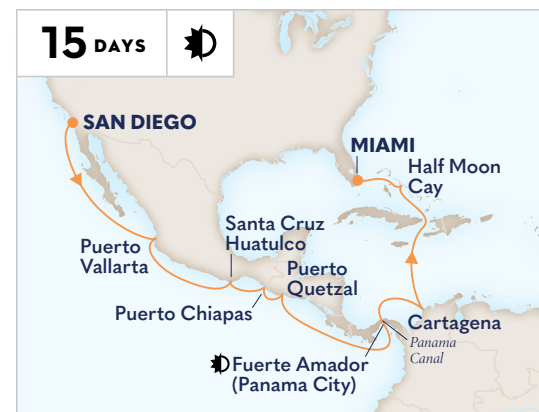 15 DAYS
SAN DIEGO
MIAMI
Half Moon
Cay
Santa Cruz
Huatulco
Puerto
Vallarta
Puerto
Quetzal
Puerto Chiapas
Cartagena
Panama
Canal
Fuerte Amador
(Panama City)